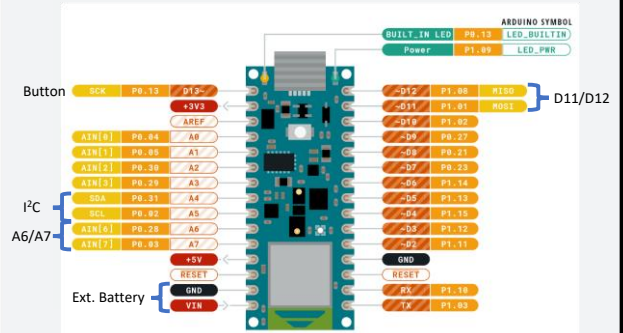 ARDUINO SYMBOL
BUILT_IN LED P0.13 LED_BUILTIN
Power P1.09 LED_PWR
Button SCK P0.13 D13~
+3V3
AREF
AIN[0] P0.04 A0
AIN[1] P0.05 A1
AIN[2] P0.30 A2
AIN[3] P0.29 A3
I²C
SDA P0.31 A4
SCL P0.02 A5
A6/A7
AIN[6] P0.28 A6
AIN[7] P0.03 A7
+5V
RESET
Ext. Battery
GND
VIN
~D12 P1.08 MISO
~D11 P1.01 MOSI
D11/D12
~D10 P1.02
~D9 P0.27
~D8 P0.21
~D7 P0.23
~D6 P1.14
~D5 P1.13
~D4 P1.15
~D3 P1.12
~D2 P1.11
GND
RESET
RX P1.10
TX P1.03